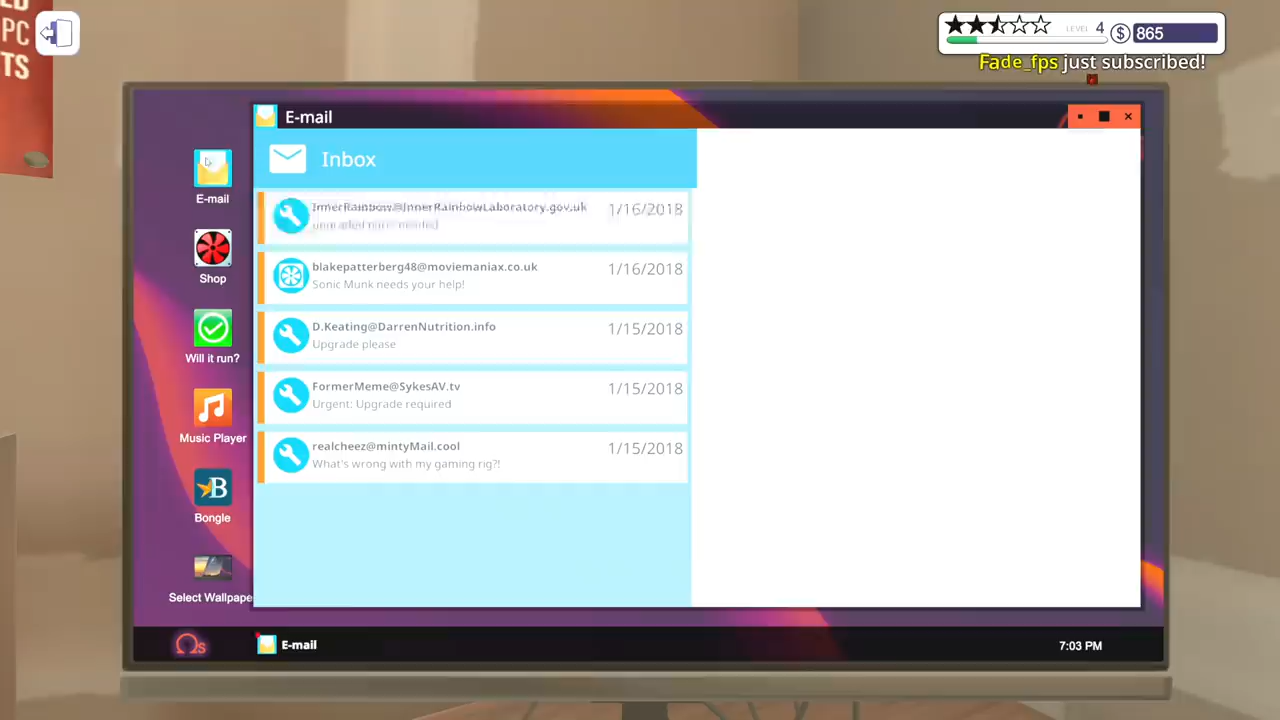 PC
TS
LEVEL 4
$ 865
Fade_fps just subscribed!
E-mail
Inbox
InnerRainbow@InnerRainbowLaboratory.gov.uk
1/16/2018
blakepatterberg48@moviemaniax.co.uk
1/16/2018
Sonic Munk needs your help!
D.Keating@DarrenNutrition.info
1/15/2018
Upgrade please
FormerMeme@SykesAV.tv
1/15/2018
Urgent: Upgrade required
realcheez@mintyMail.cool
1/15/2018
What's wrong with my gaming rig?!
E-mail
Shop
Will it run?
Music Player
B
Bongle
Select Wallpape
Ωs
E-mail
7:03 PM